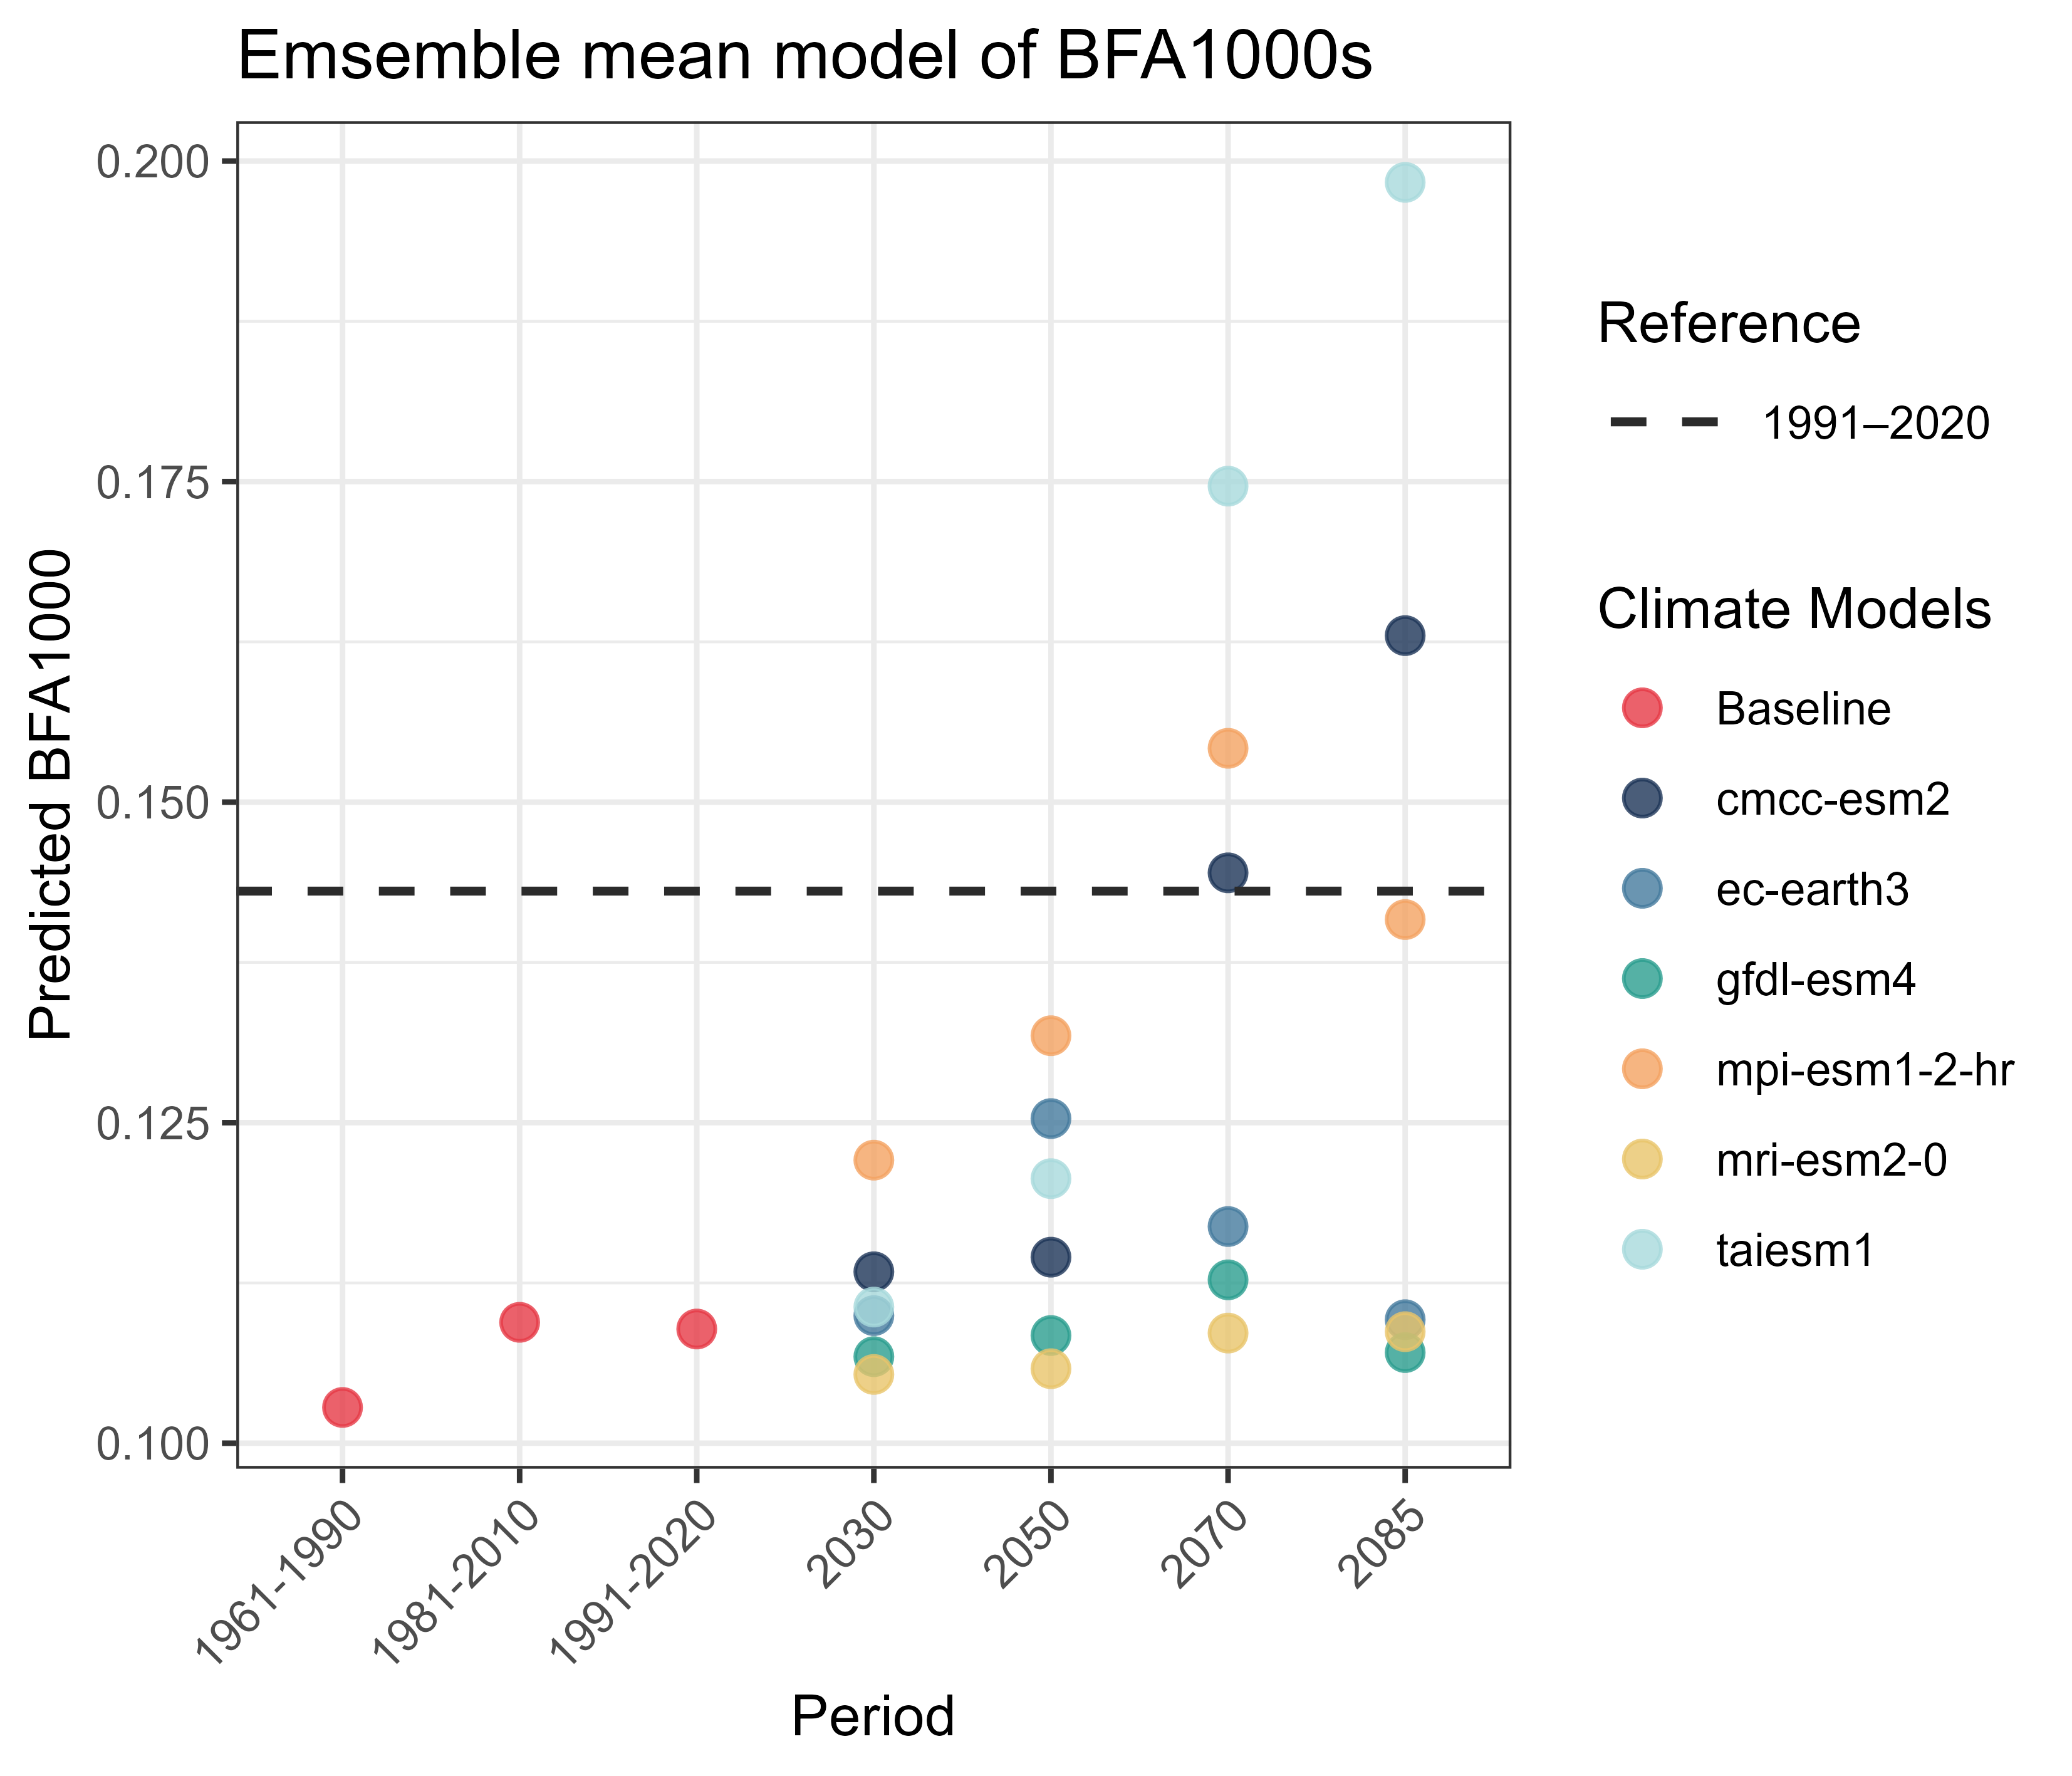 Emsemble mean model of BFA1000s
Predicted BFA1000
0.200
0.175
0.150
0.125
0.100
1961-1990
1981-2010
1991-2020
2030
2050
2070
2085
Period
Reference
1991–2020
Climate Models
Baseline
cmcc-esm2
ec-earth3
gfdl-esm4
mpi-esm1-2-hr
mri-esm2-0
taiesm1